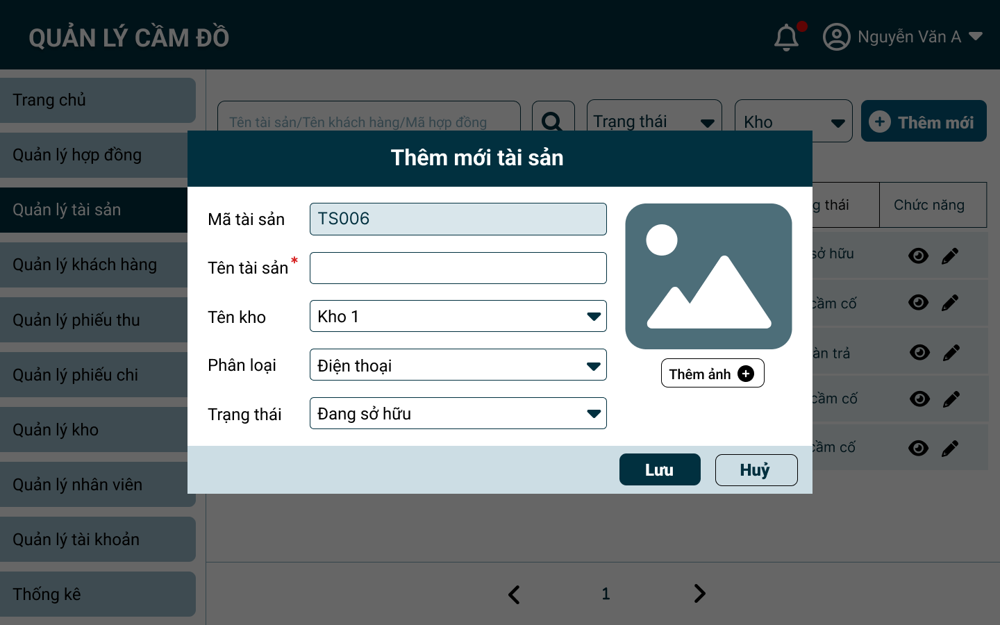 QUẢN LÝ CẦM ĐỒ
Nguyễn Văn A
Trang chủ
Quản lý hợp đồng
Quản lý tài sản
Quản lý khách hàng
Quản lý phiếu thu
Quản lý phiếu chi
Quản lý kho
Quản lý nhân viên
Quản lý tài khoản
Thống kê
Tên tài sản/Tên khách hàng/Mã hợp đồng
Trạng thái
Kho
Thêm mới
Thêm mới tài sản
Mã tài sản
TS006
Tên tài sản*
Tên kho
Kho 1
Phân loại
Điện thoại
Trạng thái
Đang sở hữu
Thêm ảnh
Lưu
Huỷ
thái
Chức năng
sở hữu
cầm cố
trả
cầm cố
cầm cố
1